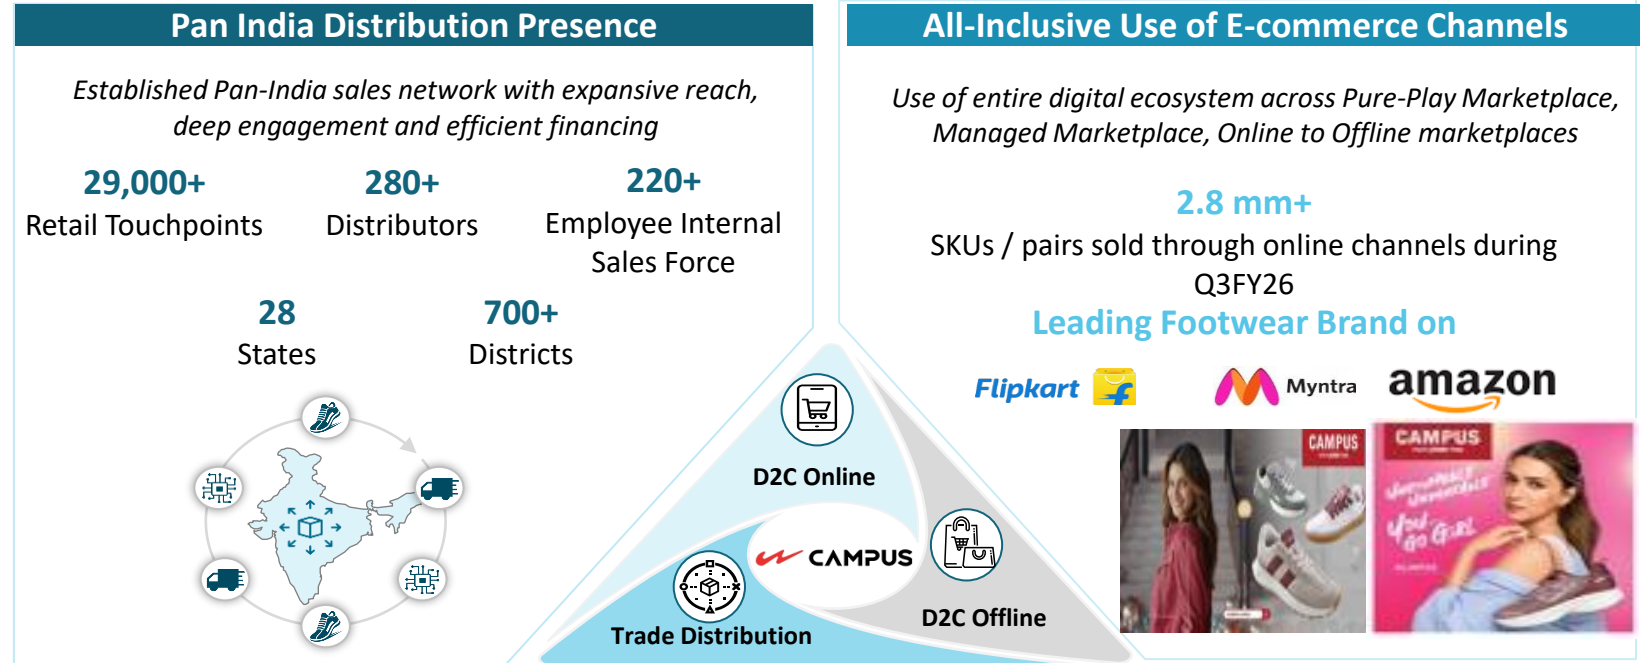 Pan India Distribution Presence
Established Pan-India sales network with expansive reach,
deep engagement and efficient financing
29,000+
Retail Touchpoints
280+
Distributors
220+
Employee Internal
Sales Force
28
States
700+
Districts
All-Inclusive Use of E-commerce Channels
Use of entire digital ecosystem across Pure-Play Marketplace,
Managed Marketplace, Online to Offline marketplaces
2.8 mm+
SKUs / pairs sold through online channels during
Q3FY26
Leading Footwear Brand on
Flipkart
Myntra
amazon
D2C Online
CAMPUS
D2C Offline
Trade Distribution
CAMPUS
CAMPUS
You
Go Girl